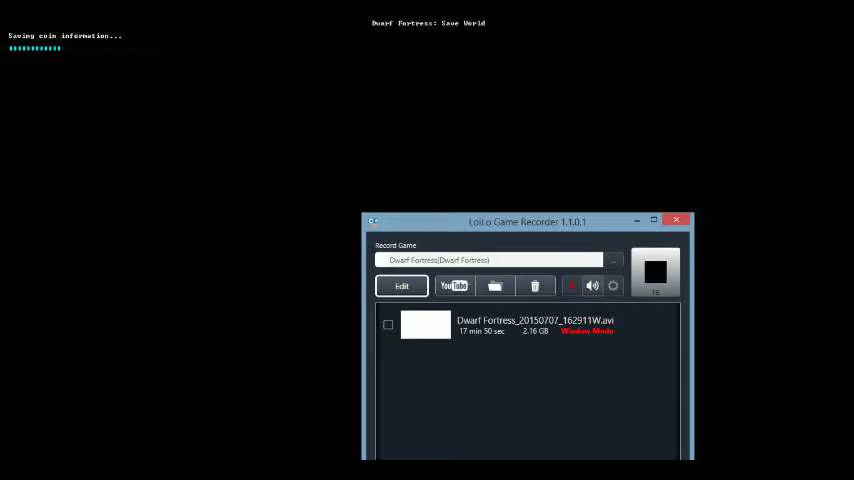 Dwarf Fortress: Save World
Saving coin information...
LoiLo Game Recorder 1.1.0.1
Record Game
Dwarf Fortress(Dwarf Fortress)
...
Edit
YouTube
F6
Dwarf Fortress_20150707_162911W.avi
17 min 50 sec 2.16 GB Window Mode